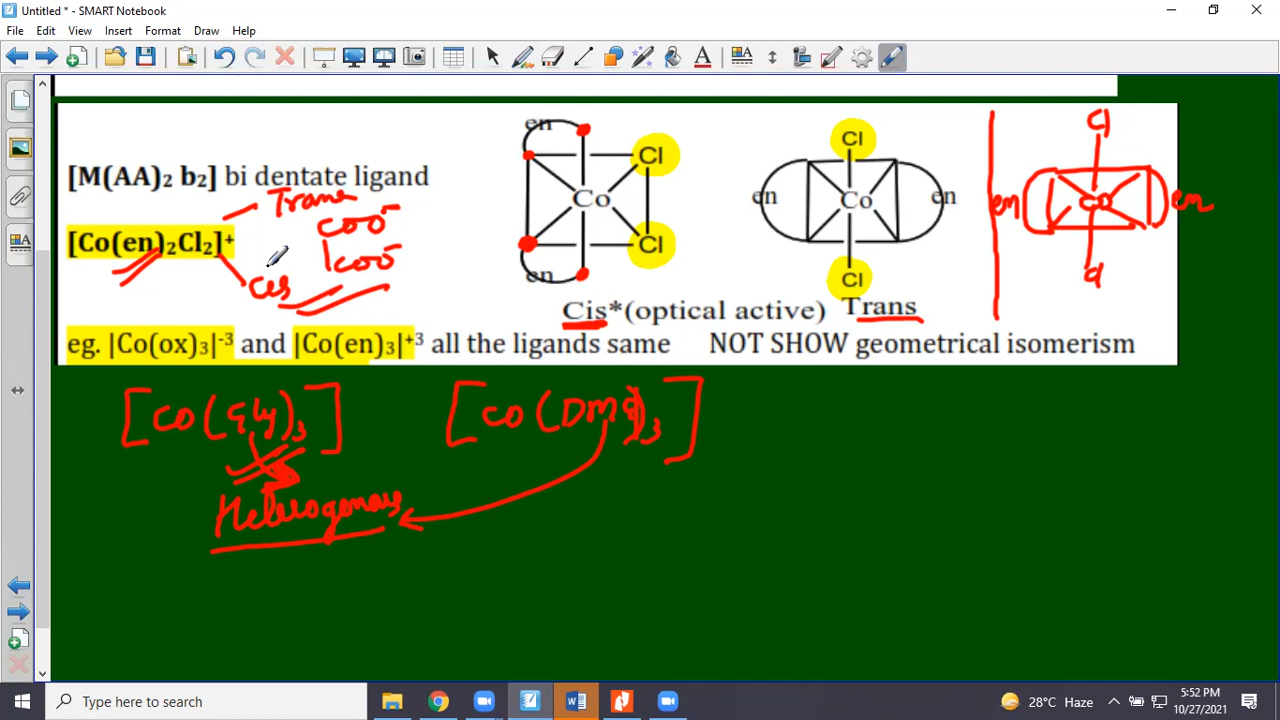 Untitled * - SMART Notebook
File Edit View Insert Format Draw Help
[M(AA)₂ b₂] bi dentate ligand
Trans
coo⁻
[Co(en)₂Cl₂]⁺
coo⁻
Cis
en
Cl
Co
Cl
en
Cis*(optical active)
Cl
en
Co
en
Cl
Trans
Cl
en
Co
en
Cl
eg. |Co(ox)₃|⁻³ and |Co(en)₃|⁺³ all the ligands same NOT SHOW geometrical isomerism
[CO(gly)₃] [CO(DMG)₃]
Heterogenous
Type here to search
28°C Haze
5:52 PM
10/27/2021